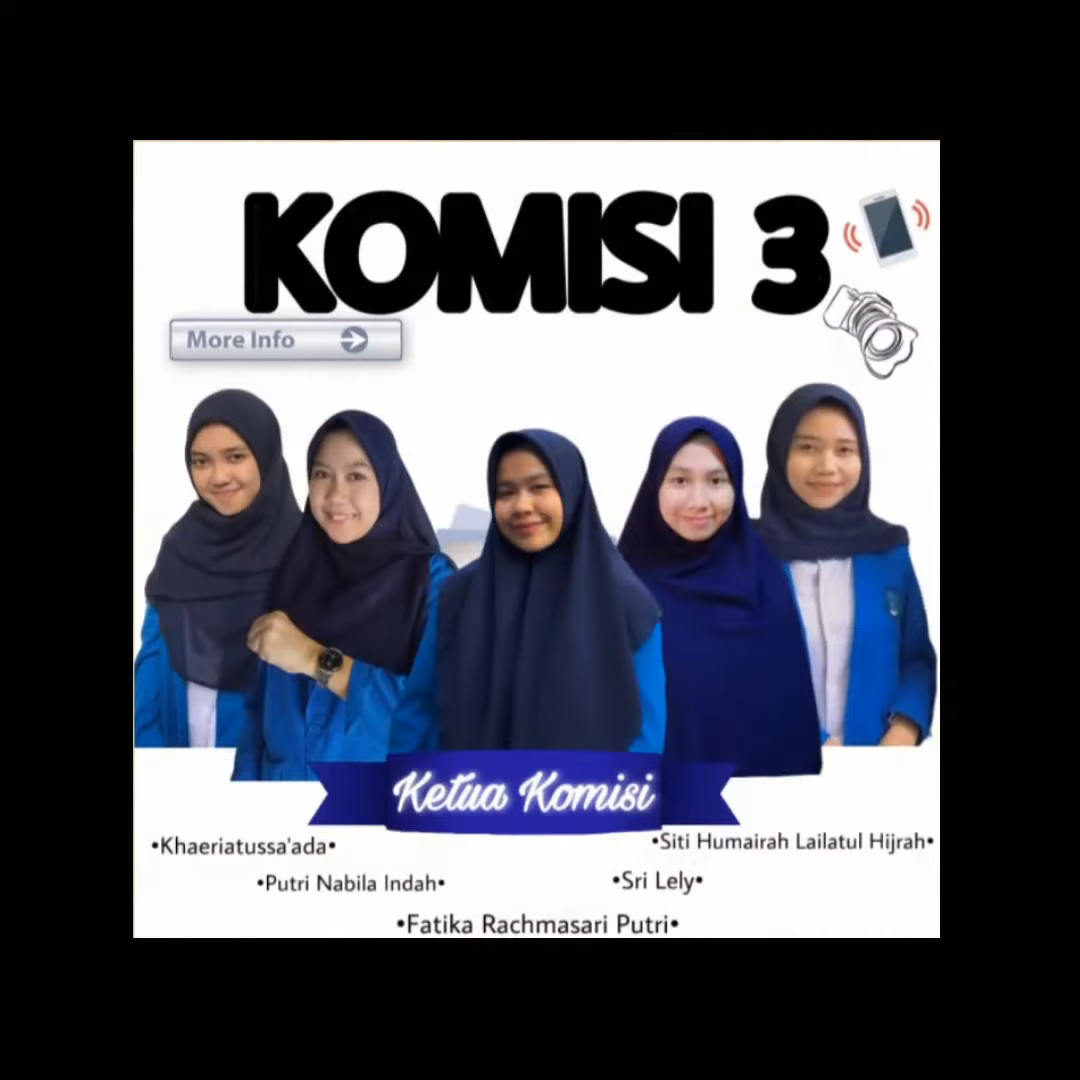 KOMISI 3
More Info
Ketua Komisi
•Khaeriatussa'ada•
•Siti Humairah Lailatul Hijrah•
•Putri Nabila Indah•
•Sri Lely•
•Fatika Rachmasari Putri•